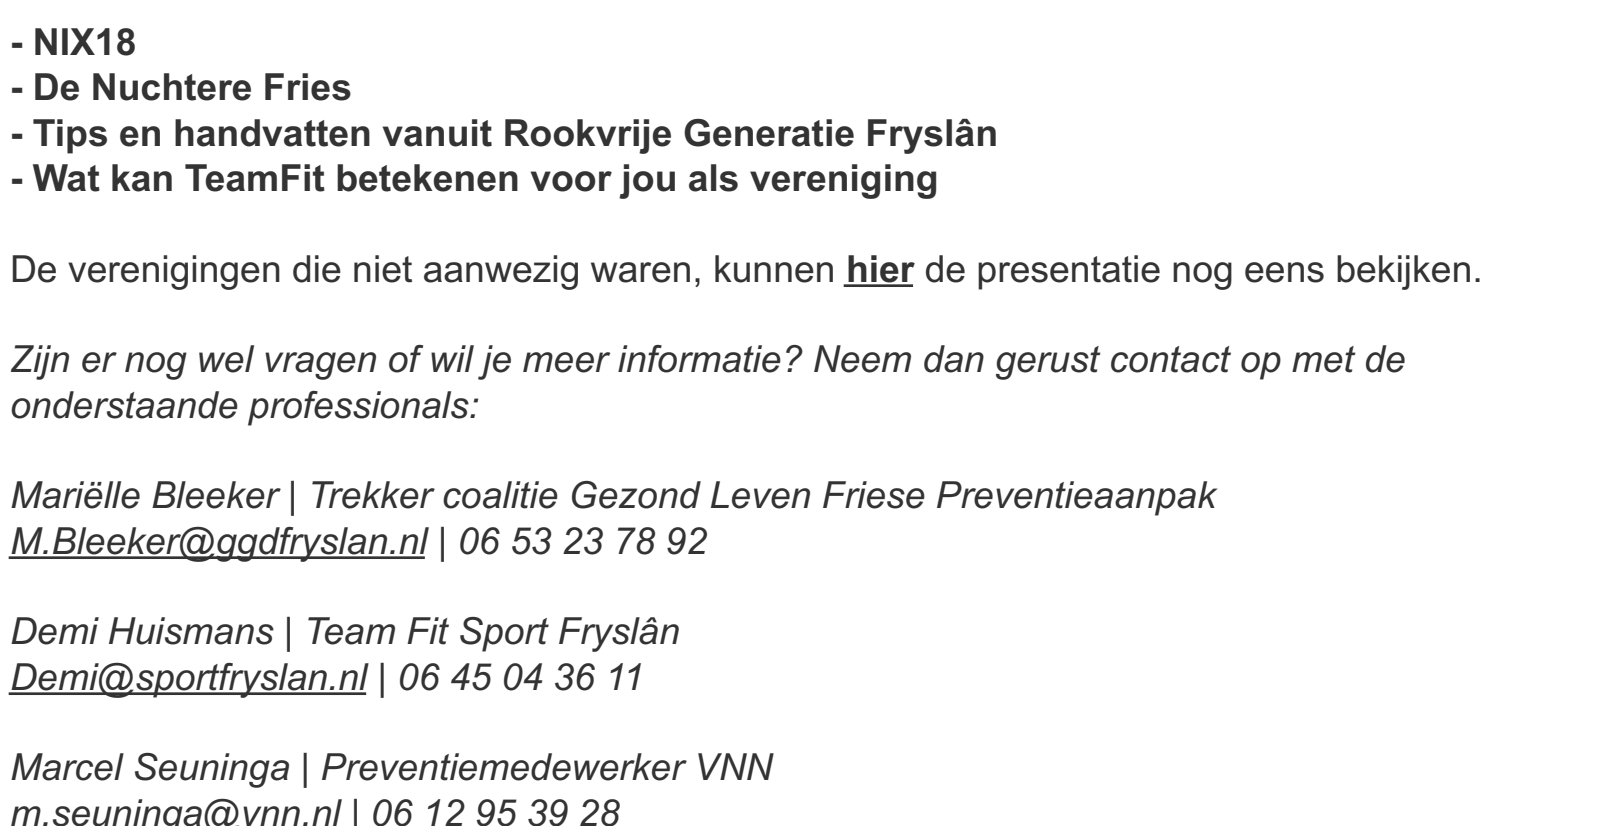 - NIX18
- De Nuchtere Fries
- Tips en handvatten vanuit Rookvrije Generatie Fryslân
- Wat kan TeamFit betekenen voor jou als vereniging
De verenigingen die niet aanwezig waren, kunnen hier de presentatie nog eens bekijken.
Zijn er nog wel vragen of wil je meer informatie? Neem dan gerust contact op met de
onderstaande professionals:
Mariëlle Bleeker | Trekker coalitie Gezond Leven Friese Preventieaanpak
M.Bleeker@ggdfryslan.nl | 06 53 23 78 92
Demi Huismans | Team Fit Sport Fryslân
Demi@sportfryslan.nl | 06 45 04 36 11
Marcel Seuninga | Preventiemedewerker VNN
m.seuninga@vnn.nl | 06 12 95 39 28